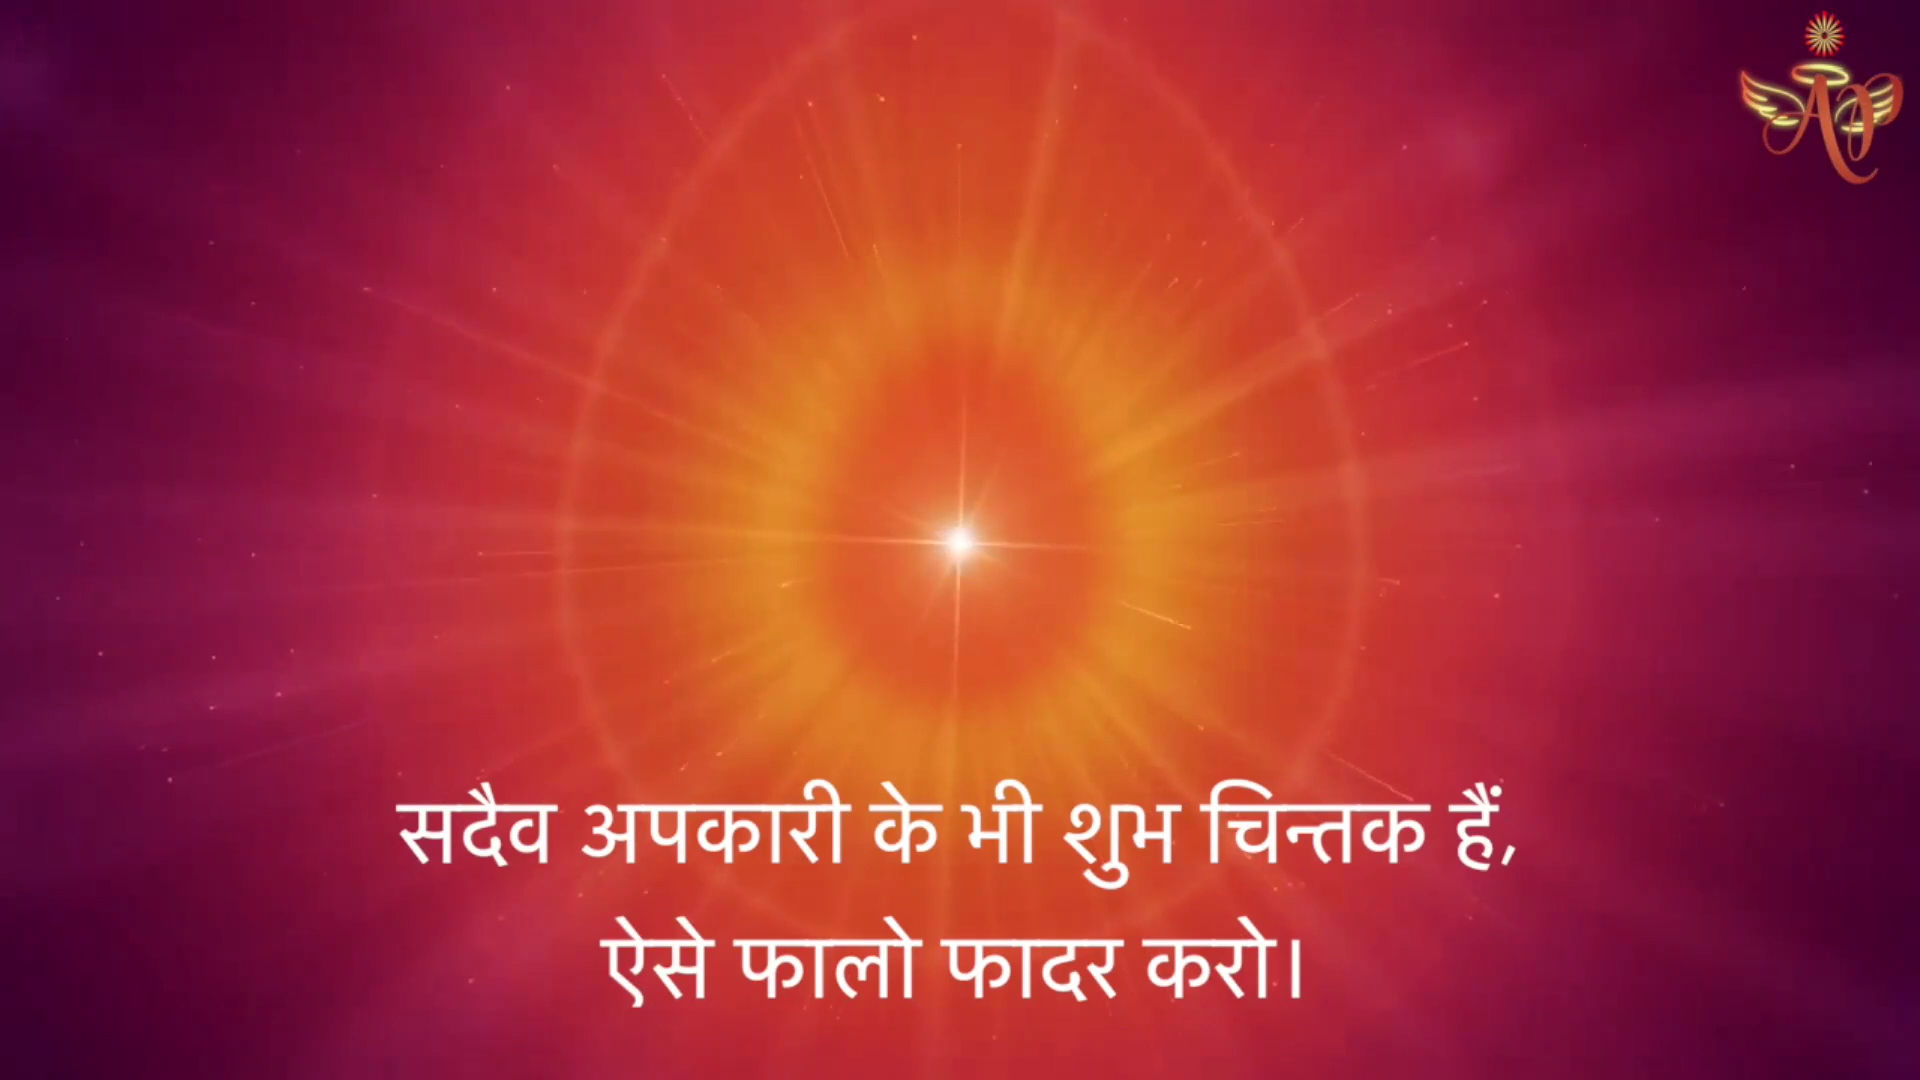 सदैव अपकारी के भी शुभ चिन्तक हैं,
ऐसे फालो फादर करो।